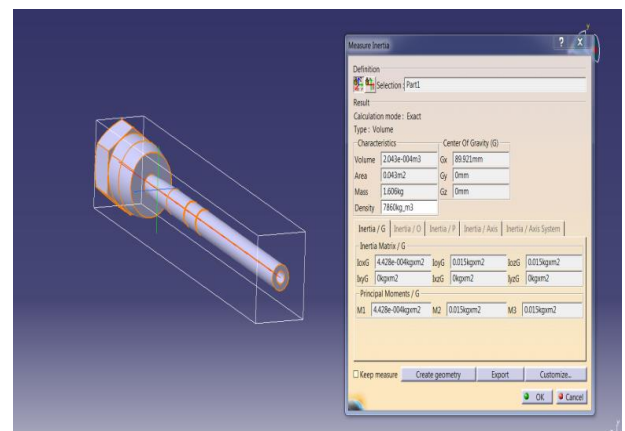 Measure Inertia
Definition
Selection : Part1
Result
Calculation mode : Exact
Type : Volume
Characteristics Center Of Gravity (G)
Volume 2.043e-004m3 Gx 89.921mm
Area 0.043m2 Gy 0mm
Mass 1.606kg Gz 0mm
Density 7860kg_m3
Inertia / G Inertia / O Inertia / P Inertia / Axis Inertia / Axis System
Inertia Matrix / G
IoxG 4.428e-004kgxm2 IoyG 0.015kgxm2 IozG 0.015kgxm2
IxyG 0kgxm2 IxzG 0kgxm2 IyzG 0kgxm2
Principal Moments / G
M1 4.428e-004kgxm2 M2 0.015kgxm2 M3 0.015kgxm2
Keep measure Create geometry Export Customize...
OK Cancel